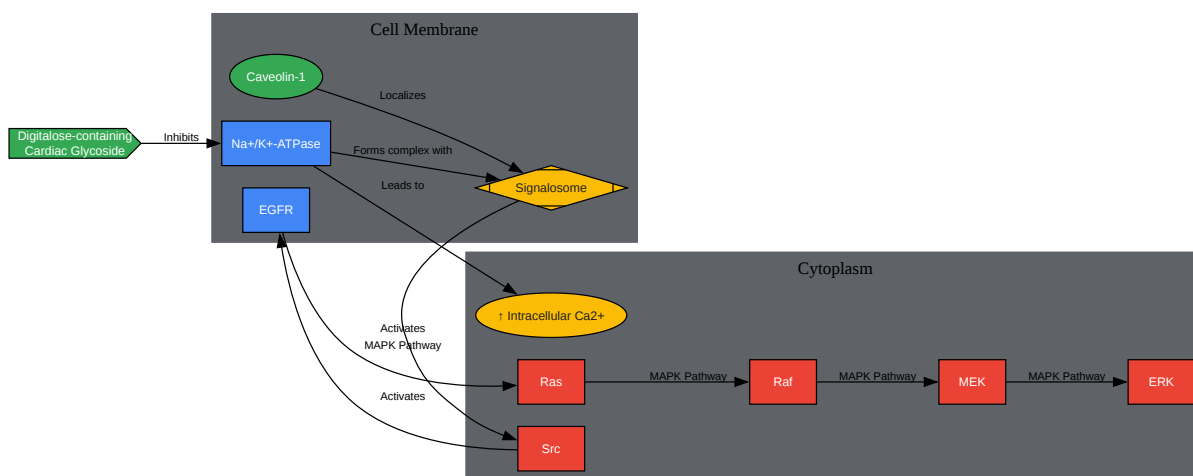 Cell Membrane
Caveolin-1
Localizes
Digitalose-containing
Cardiac Glycoside
Inhibits
Na+/K+-ATPase
Forms complex with
Leads to
Signalosome
EGFR
Cytoplasm
↑ Intracellular Ca2+
Activates
MAPK Pathway
Ras
MAPK Pathway
Raf
MAPK Pathway
MEK
MAPK Pathway
ERK
Activates
Src